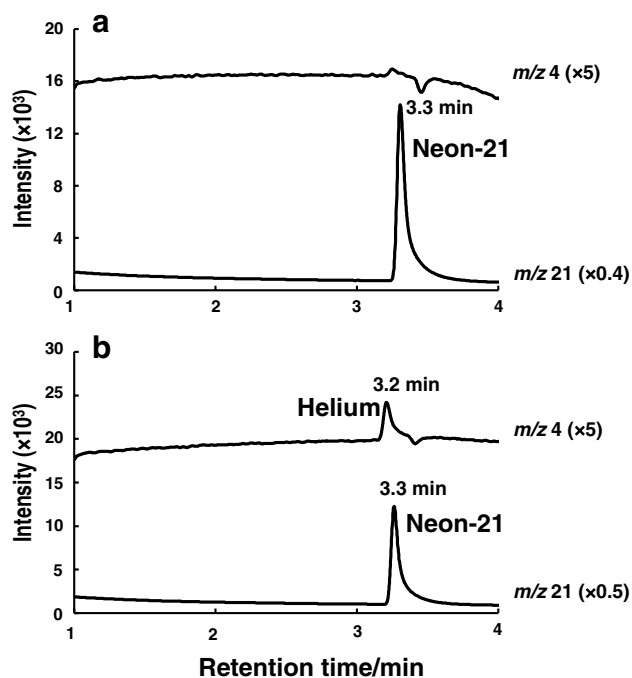 a
Intensity (×10³)
20
16
12
8
4
0
m/z 4 (×5)
3.3 min
Neon-21
m/z 21 (×0.4)
1 2 3 4
b
Intensity (×10³)
30
25
20
15
10
5
0
3.2 min
Helium
m/z 4 (×5)
3.3 min
Neon-21
m/z 21 (×0.5)
1 2 3 4
Retention time/min